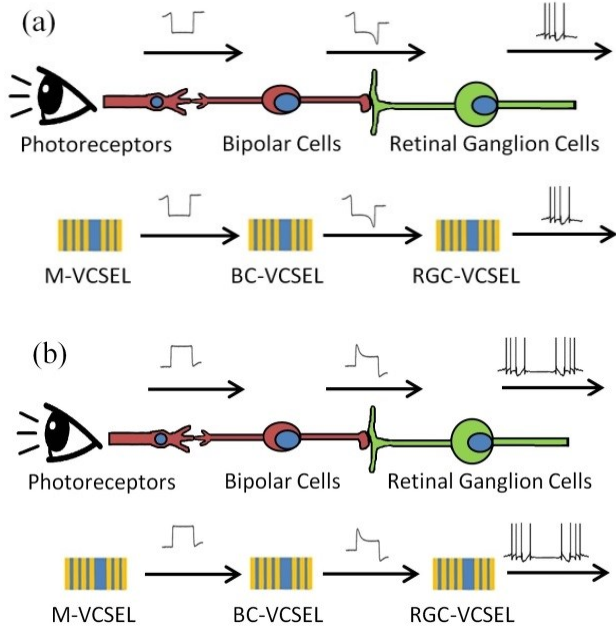 (a)
Photoreceptors Bipolar Cells Retinal Ganglion Cells
M-VCSEL BC-VCSEL RGC-VCSEL
(b)
Photoreceptors Bipolar Cells Retinal Ganglion Cells
M-VCSEL BC-VCSEL RGC-VCSEL